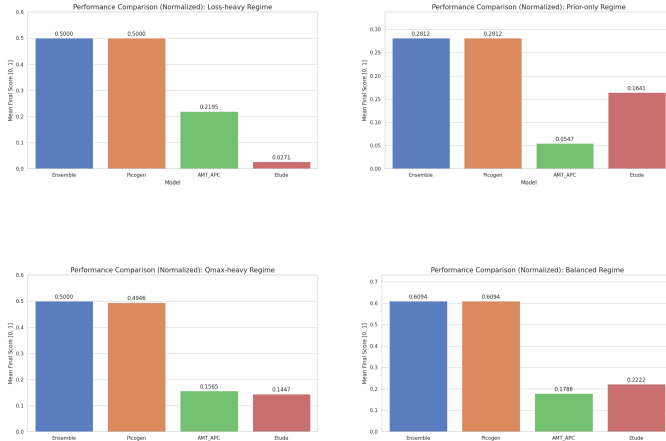 Performance Comparison (Normalized): Loss-heavy Regime
Mean Final Score [0, 1]
0.6
0.5
0.4
0.3
0.2
0.1
0.0
0.5000
0.5000
0.2195
0.0271
Ensemble
Picogen
AMT_APC
Etude
Model
Performance Comparison (Normalized): Prior-only Regime
Mean Final Score [0, 1]
0.30
0.25
0.20
0.15
0.10
0.05
0.00
0.2812
0.2812
0.0547
0.1641
Ensemble
Picogen
AMT_APC
Etude
Model
Performance Comparison (Normalized): Qmax-heavy Regime
Mean Final Score [0, 1]
0.6
0.5
0.4
0.3
0.2
0.1
0.0
0.5000
0.4946
0.1565
0.1447
Ensemble
Picogen
AMT_APC
Etude
Performance Comparison (Normalized): Balanced Regime
Mean Final Score [0, 1]
0.7
0.6
0.5
0.4
0.3
0.2
0.1
0.0
0.6094
0.6094
0.1788
0.2222
Ensemble
Picogen
AMT_APC
Etude